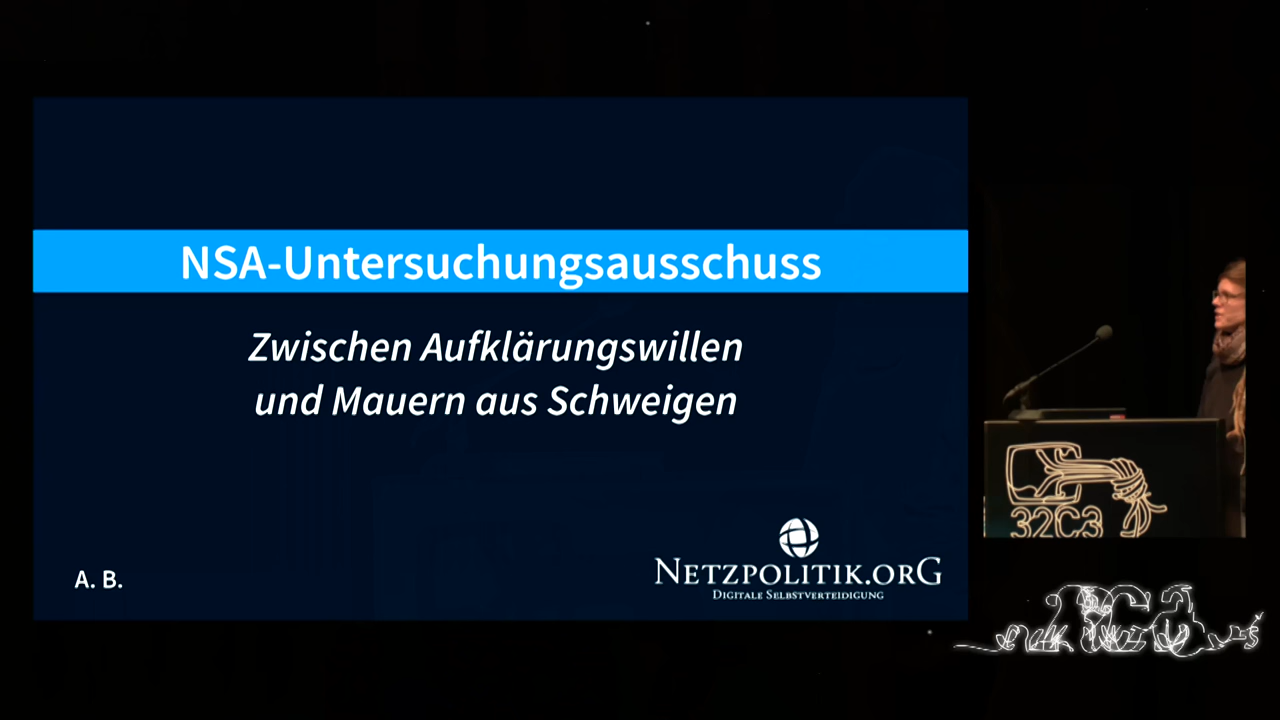 NSA-Untersuchungsausschuss
Zwischen Aufklärungswillen
und Mauern aus Schweigen
A. B.
NETZPOLITIK.ORG
DIGITALE SELBSTVERTEIDIGUNG
32C3